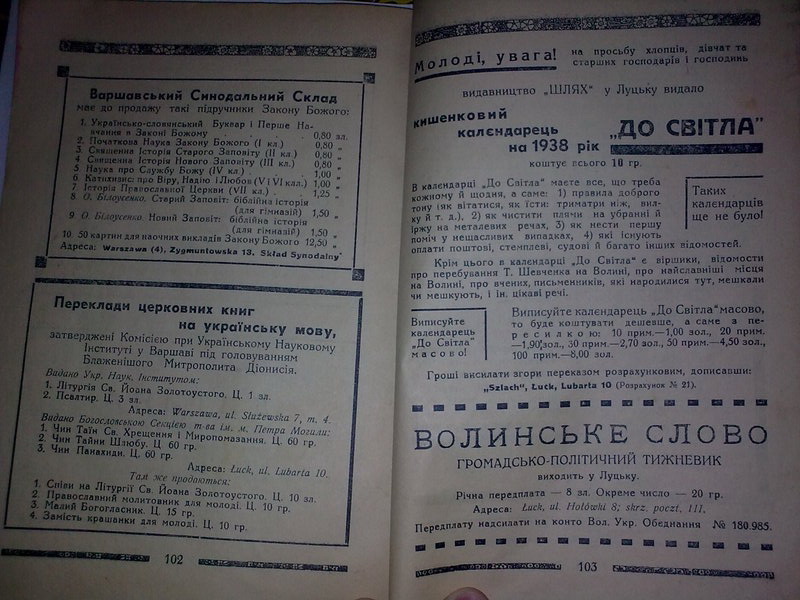 Варшавський Синодальний Склад
має до продажу такі підручники Закону Божого:
1. Українсько-словянський Буквар і Перше На-
вчання в Законі Божому . . . 0,80 зл.
2. Початкова Наука Закону Божого (І кл.) 0,80 „
3. Священна Історія Старого Заповіту (ІІ кл.) 0,80 „
4. Священна Історія Нового Заповіту (ІІІ кл.) 0,80 „
5. Наука про Службу Божу (IV кл.) . 1,00 „
6. Катихизис: про Віру, Надію і Любов (V і VI кл.) 1,00 „
7. Історія Православної Церкви (VII кл.) . 1,25 „
8. О. Білоусенко. Старий Заповіт: біблійна історія
(для гімназій) 1,50 „
9 О. Білоусенко. Новий Заповіт: біблійна історія
(для гімназій) 1,50 „
10. 50 картин для наочних викладів Закону Божого 12,50 „
Адреса: Warszawa (4), Zygmuntowska 13. Skład Synodalny
Переклади церковних книг
на українську мову,
затверджені Комісією при Українському Науковому
Інституті у Варшаві під головуванням
Блаженішого Митрополита Діонисія.
Видано Укр. Наук. Інститутом:
1. Літургія Св. Йоана Золотоустого. Ц. 1 зл.
2. Псалтир. Ц. 3 зл.
Адреса: Warszawa, ul. Służewska 7, m. 4.
Видано Богословською Секцією т-ва ім. м. Петра Могили:
1. Чин Таїн Св. Хрещення і Миропомазання. Ц. 60 гр.
2. Чин Тайни Шлюбу. Ц. 60 гр.
3. Чин Панахиди. Ц. 60 гр.
Адреса: Łuck, ul. Lubarta 10.
Там же продаються:
1. Співи на Літургії Св. Йоана Золотоустого. Ц. 10 зл.
2. Православний молитовник для молоді. Ц. 10 гр.
3. Малий Богогласник. Ц. 15 гр.
4. Замість крашанки для молоді. Ц. 10 гр.
102
Молоді, увага!
на просьбу хлопців, дівчат та
старших господарів і господинь
видавництво „ШЛЯХ" у Луцьку видало
кишенковий
календарець
на 1938 рік
„ДО СВІТЛА"
коштує всього 10 гр.
В календарці „До Світла" маєте все, що треба
кожному й щодня, а саме: 1) правила доброго
тону (як вітатися, як їсти: триматри ніж, вил-
ку й т. д.), 2) як чистити плями на убранні й
іржу на металевих речах, 3) як нести першу
поміч у нещасливих випадках, 4) які існують
оплати поштові, стемплеві, судові й багато інших відомостей.
Таких
календарців
ще не було!
Крім цього в календарці „До Світла" є віршики, відомости
про перебування Т. Шевченка на Волині, про найславніші місця
на Волині, про вчених, письменників, які народилися тут, мешкали
чи мешкують, і ін. цікаві речі.
Виписуйте
календарець
„До Світла"
масово!
Виписуйте календарець „До Світла" масово,
то буде коштувати дешевше, а саме з пе-
ресилкою: 10 прим.—1,00 зол., 20 прим.
—1,90 зол., 30 прим.—2,70 зол., 50 прим.—4,50 зол.,
100 прим.—8,00 зол.
Гроші висилати згори переказом розрахунковим, дописавши:
„Szlach", Łuck, Lubarta 10 (Розрахунок № 21).
ВОЛИНСЬКЕ СЛОВО
ГРОМАДСЬКО-ПОЛІТИЧНИЙ ТИЖНЕВИК
виходить у Луцьку.
Річна передплата — 8 зл. Окреме число — 20 гр.
Адреса: Łuck, ul. Hołówki 8; skrz. poczt. III.
Передплату надсилати на конто Вол. Укр. Обєднання № 180.985.
103